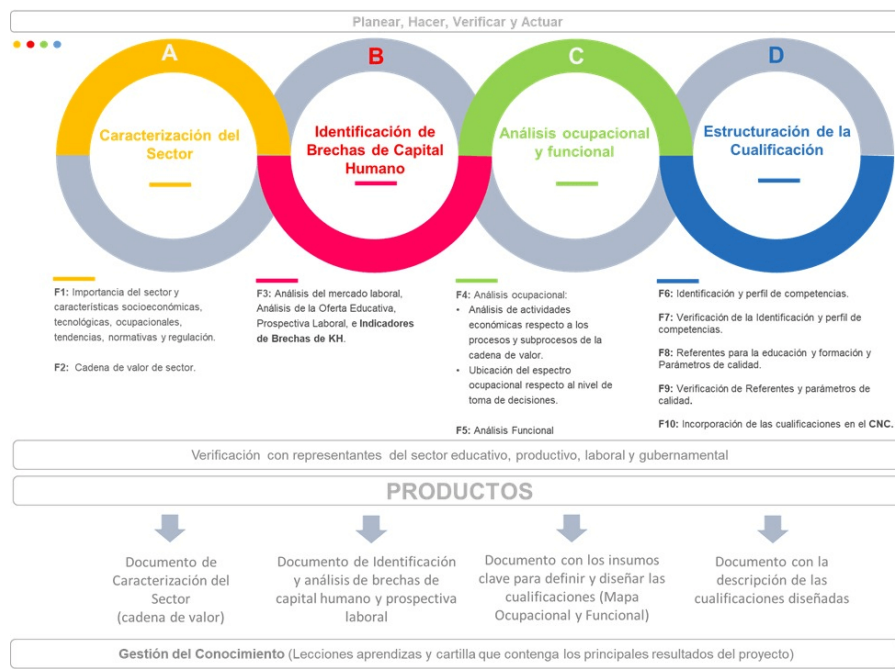 Planear, Hacer, Verificar y Actuar
A
Caracterización del
Sector
B
Identificación de
Brechas de Capital
Humano
C
Análisis ocupacional
y funcional
D
Estructuración de la
Cualificación
F1: Importancia del sector y
características socioeconómicas,
tecnológicas, ocupacionales,
tendencias, normativas y regulación.
F2: Cadena de valor de sector.
F3: Análisis del mercado laboral,
Análisis de la Oferta Educativa,
Prospectiva Laboral, e Indicadores
de Brechas de KH.
F4: Análisis ocupacional:
• Análisis de actividades
económicas respecto a los
procesos y subprocesos de la
cadena de valor.
• Ubicación del espectro
ocupacional respecto al nivel de
toma de decisiones.
F5: Análisis Funcional
F6: Identificación y perfil de competencias.
F7: Verificación de la Identificación y perfil de
competencias.
F8: Referentes para la educación y formación y
Parámetros de calidad.
F9: Verificación de Referentes y parámetros de
calidad.
F10: Incorporación de las cualificaciones en el CNC.
Verificación con representantes del sector educativo, productivo, laboral y gubernamental
PRODUCTOS
Documento de
Caracterización del
Sector
(cadena de valor)
Documento de Identificación
y análisis de brechas de
capital humano y prospectiva
laboral
Documento con los insumos
clave para definir y diseñar las
cualificaciones (Mapa
Ocupacional y Funcional)
Documento con la
descripción de las
cualificaciones diseñadas
Gestión del Conocimiento (Lecciones aprendizas y cartilla que contenga los principales resultados del proyecto)